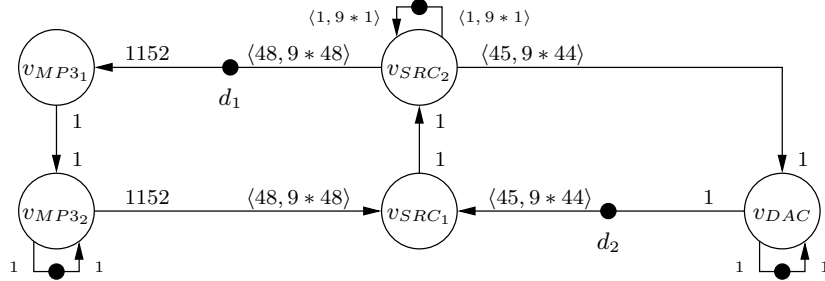 ⟨1, 9 ∗ 1⟩ ⟨1, 9 ∗ 1⟩
1152 ⟨48, 9 ∗ 48⟩ ⟨45, 9 ∗ 44⟩
v_{MP3_1} v_{SRC_2}
d_1
1 1
1 1 1
1152 ⟨48, 9 ∗ 48⟩ ⟨45, 9 ∗ 44⟩ 1
v_{MP3_2} v_{SRC_1} v_{DAC}
d_2
1 1 1 1